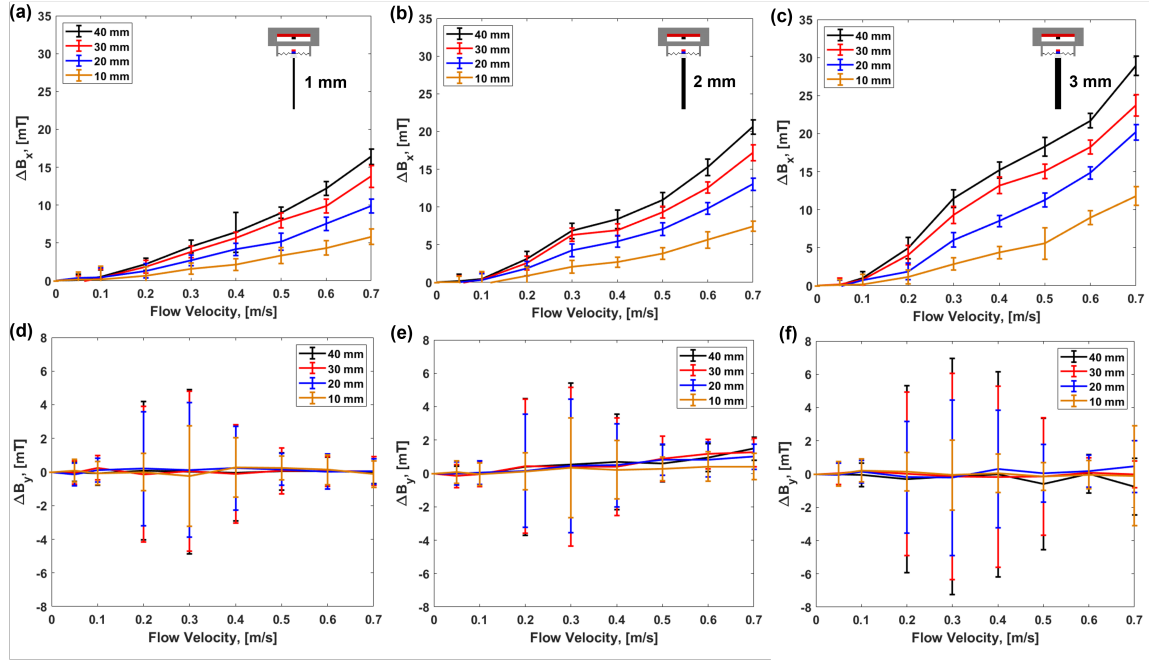 (a)
35
30
25
20
15
10
5
0
ΔBx, [mT]
40 mm
30 mm
20 mm
10 mm
1 mm
0 0.1 0.2 0.3 0.4 0.5 0.6 0.7
Flow Velocity, [m/s]
(b)
35
30
25
20
15
10
5
0
ΔBx, [mT]
40 mm
30 mm
20 mm
10 mm
2 mm
0 0.1 0.2 0.3 0.4 0.5 0.6 0.7
Flow Velocity, [m/s]
(c)
35
30
25
20
15
10
5
0
ΔBx, [mT]
40 mm
30 mm
20 mm
10 mm
3 mm
0 0.1 0.2 0.3 0.4 0.5 0.6 0.7
Flow Velocity, [m/s]
(d)
8
6
4
2
0
-2
-4
-6
-8
ΔBy, [mT]
40 mm
30 mm
20 mm
10 mm
0 0.1 0.2 0.3 0.4 0.5 0.6 0.7
Flow Velocity, [m/s]
(e)
8
6
4
2
0
-2
-4
-6
-8
ΔBy, [mT]
40 mm
30 mm
20 mm
10 mm
0 0.1 0.2 0.3 0.4 0.5 0.6 0.7
Flow Velocity, [m/s]
(f)
8
6
4
2
0
-2
-4
-6
-8
ΔBy, [mT]
40 mm
30 mm
20 mm
10 mm
0 0.1 0.2 0.3 0.4 0.5 0.6 0.7
Flow Velocity, [m/s]